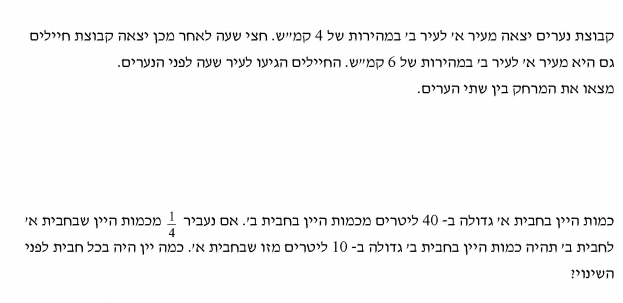 קבוצת נערים יצאה מעיר א׳ לעיר ב׳ במהירות של 4 קמ״ש. חצי שעה לאחר מכן יצאה קבוצת חיילים
גם היא מעיר א׳ לעיר ב׳ במהירות של 6 קמ״ש. החיילים הגיעו לעיר שעה לפני הנערים.
מצאו את המרחק בין שתי הערים.
כמות היין בחבית א׳ גדולה ב- 40 ליטרים מכמות היין בחבית ב׳. אם נעביר 1/4 מכמות היין שבחבית א׳
לחבית ב׳ תהיה כמות היין בחבית ב׳ גדולה ב- 10 ליטרים מזו שבחבית א׳. כמה יין היה בכל חבית לפני
השינוי?